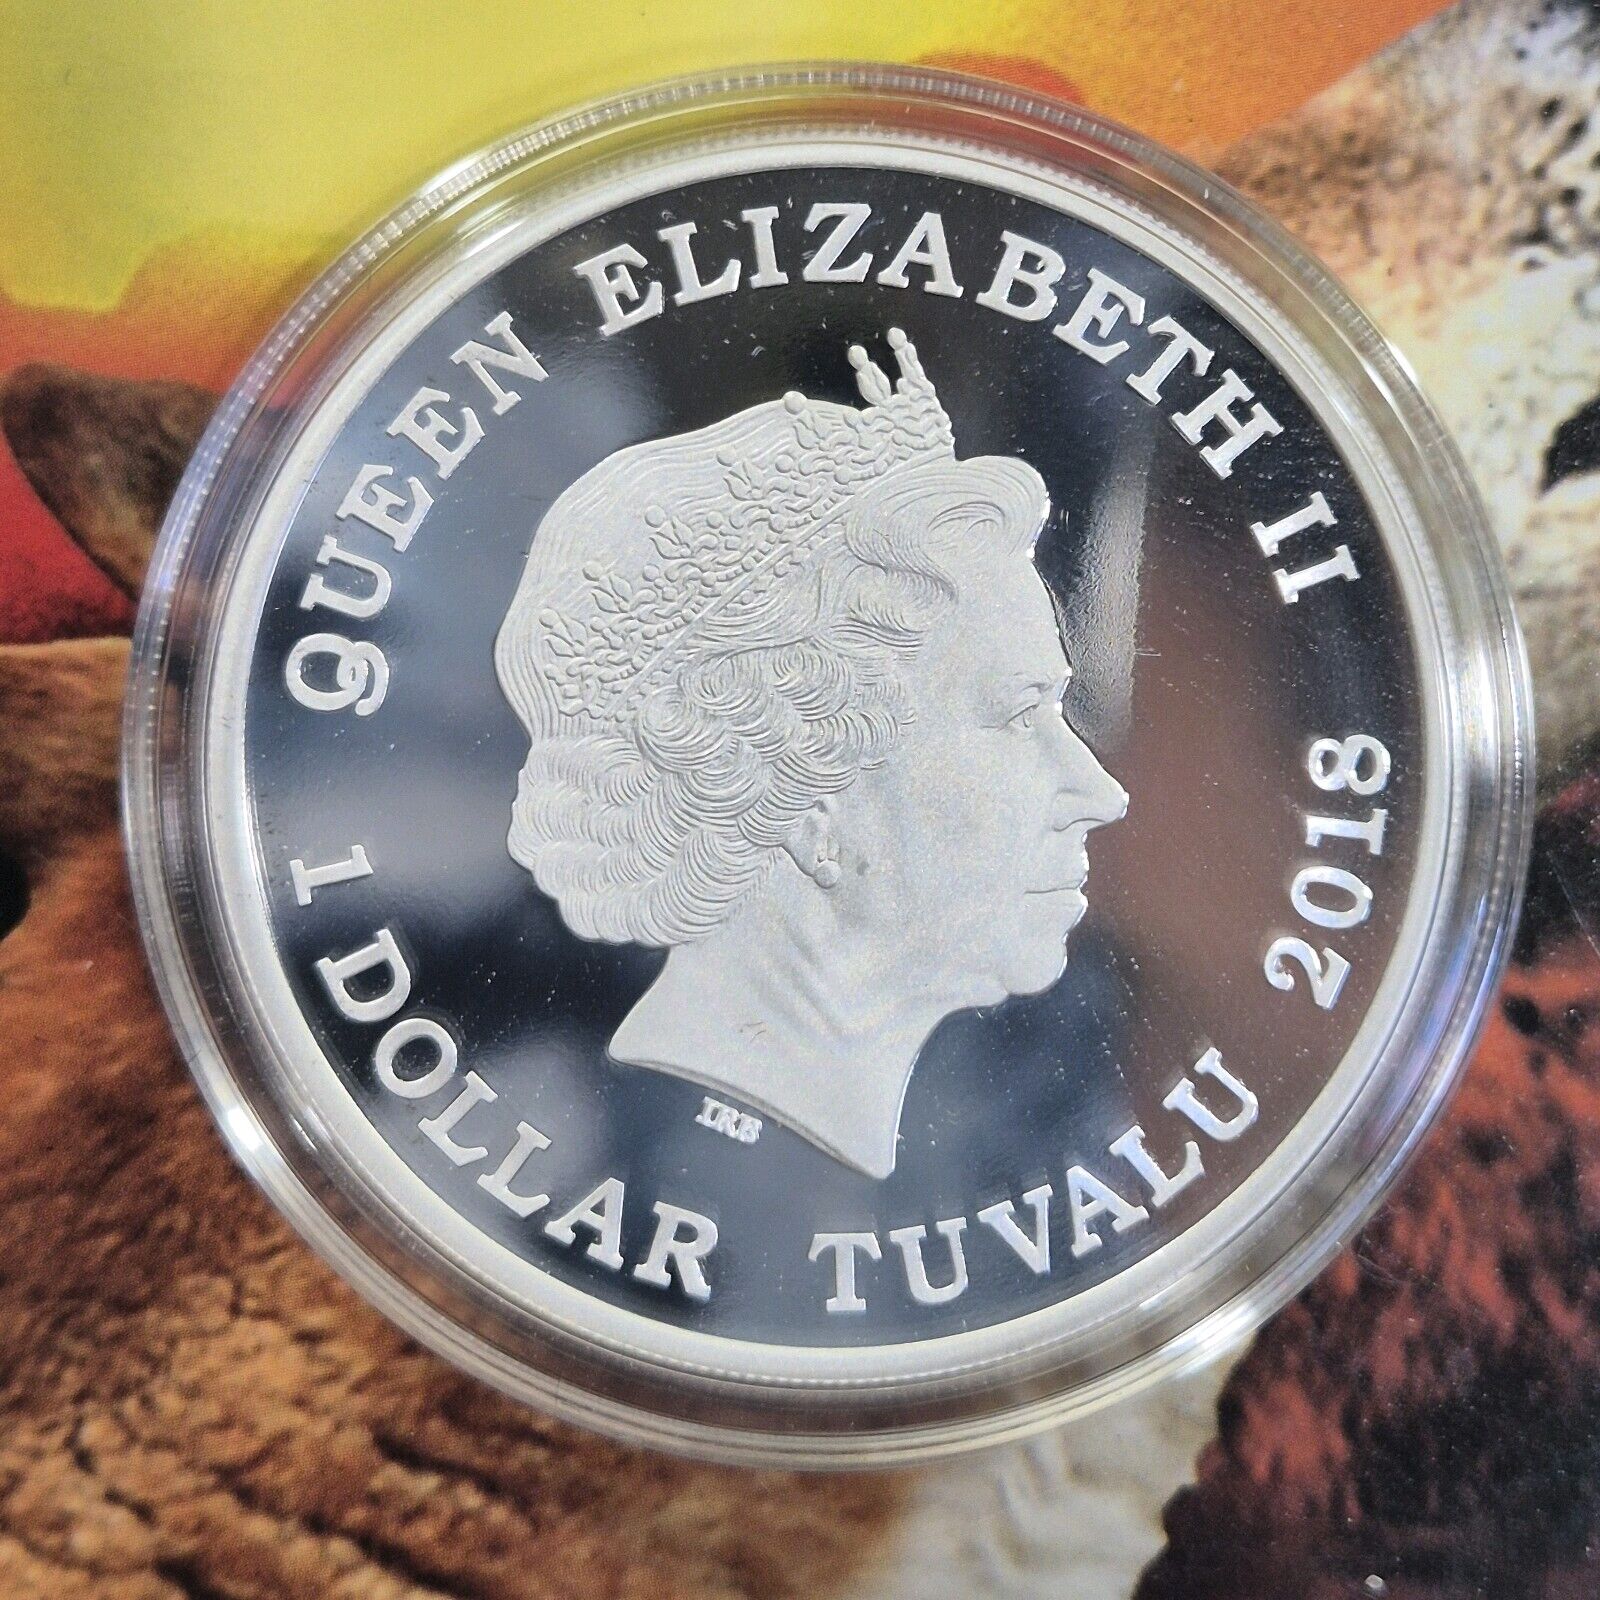 QUEEN ELIZABETH II 2018
1 DOLLAR TUVALU
IRB